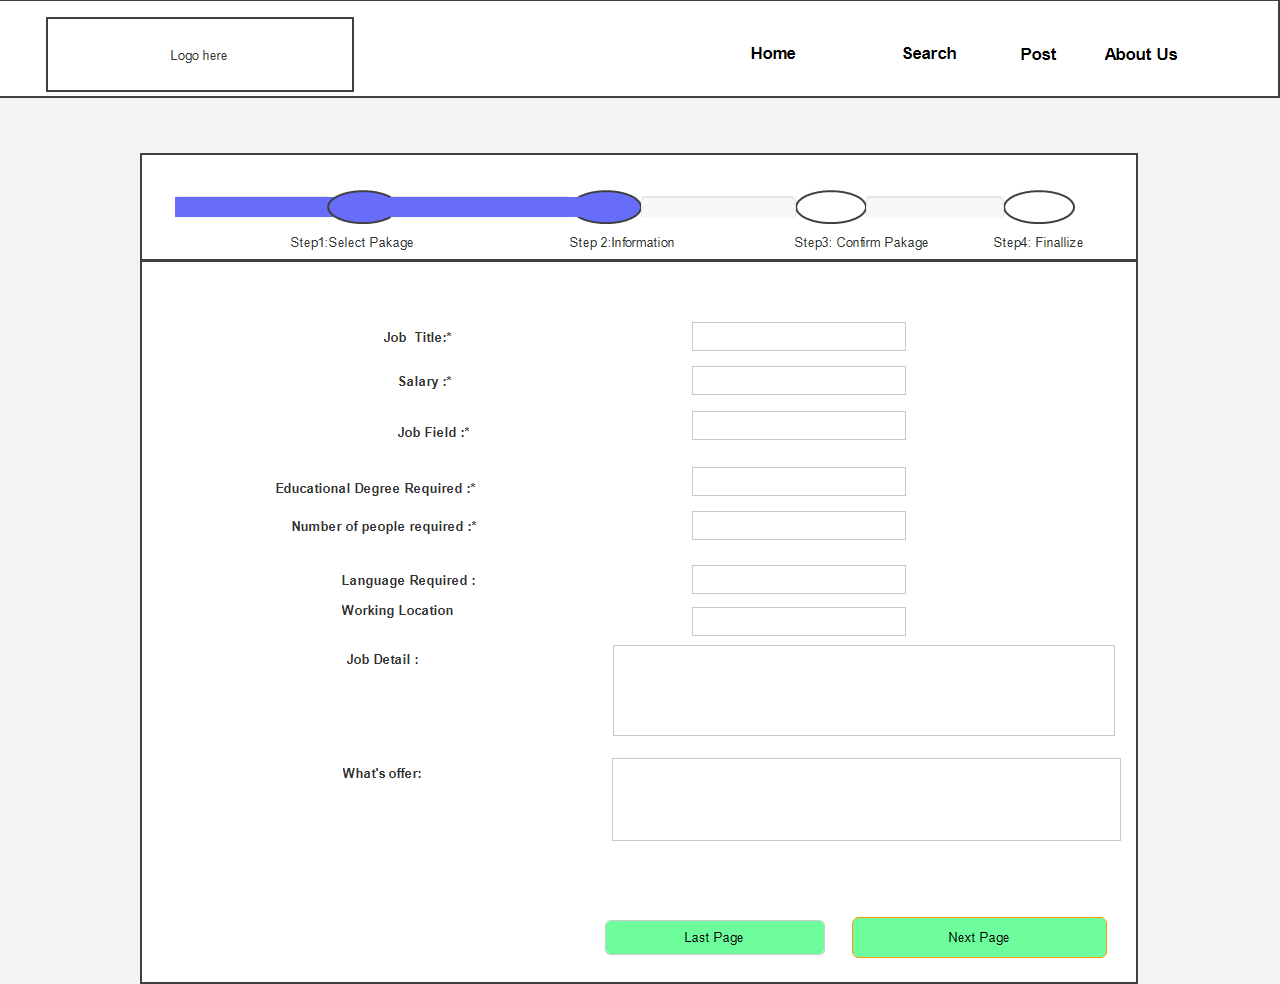 Logo here
Home
Search
Post
About Us
Step1:Select Pakage
Step 2:Information
Step3: Confirm Pakage
Step4: Finallize
Job  Title:*
Salary :*
Job Field :*
Educational Degree Required :*
Number of people required :*
Language Required :
Working Location
Job Detail :
What's offer:
Last Page
Next Page